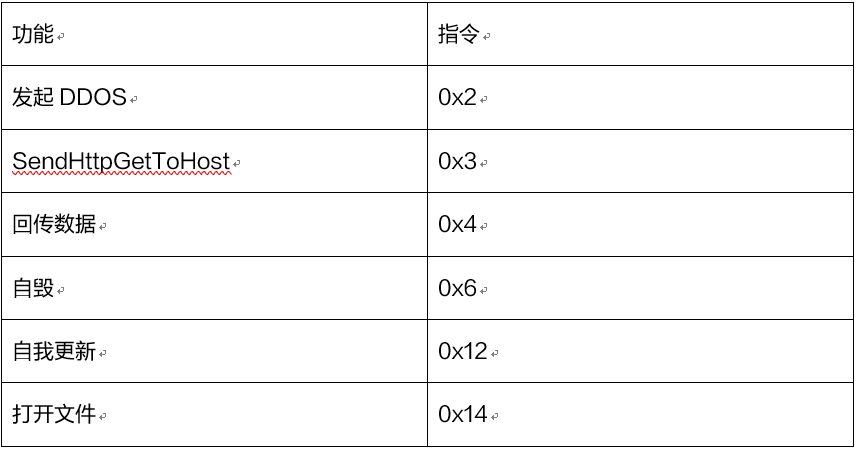 功能 指令
发起 DDOS 0x2
SendHttpGetToHost 0x3
回传数据 0x4
自毁 0x6
自我更新 0x12
打开文件 0x14